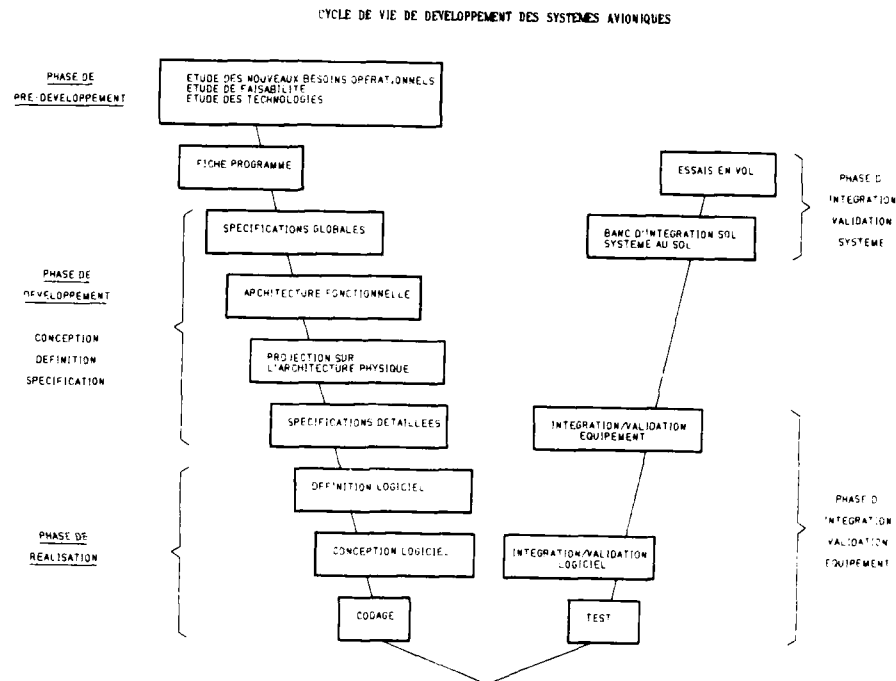 CYCLE DE VIE DE DEVELOPPEMENT DES SYSTEMES AVIONIQUES
PHASE DE
PRE-DEVELOPPEMENT
ETUDE DES NOUVEAUX BESOINS OPERATIONNELS
ETUDE DE FAISABILITE
ETUDE DES TECHNOLOGIES
FICHE PROGRAMME
SPECIFICATIONS GLOBALES
PHASE DE
DEVELOPPEMENT
CONCEPTION
DEFINITION
SPECIFICATION
ARCHITECTURE FONCTIONNELLE
PROJECTION SUR
L'ARCHITECTURE PHYSIQUE
SPECIFICATIONS DETAILLEES
DEFINITION LOGICIEL
PHASE DE
REALISATION
CONCEPTION LOGICIEL
CODAGE
TEST
INTEGRATION/VALIDATION
LOGICIEL
INTEGRATION/VALIDATION
EQUIPEMENT
PHASE D
INTEGRATION
VALIDATION
EQUIPEMENT
BANC D'INTEGRATION SOL
SYSTEME AU SOL
ESSAIS EN VOL
PHASE D
INTEGRATION
VALIDATION
SYSTEME